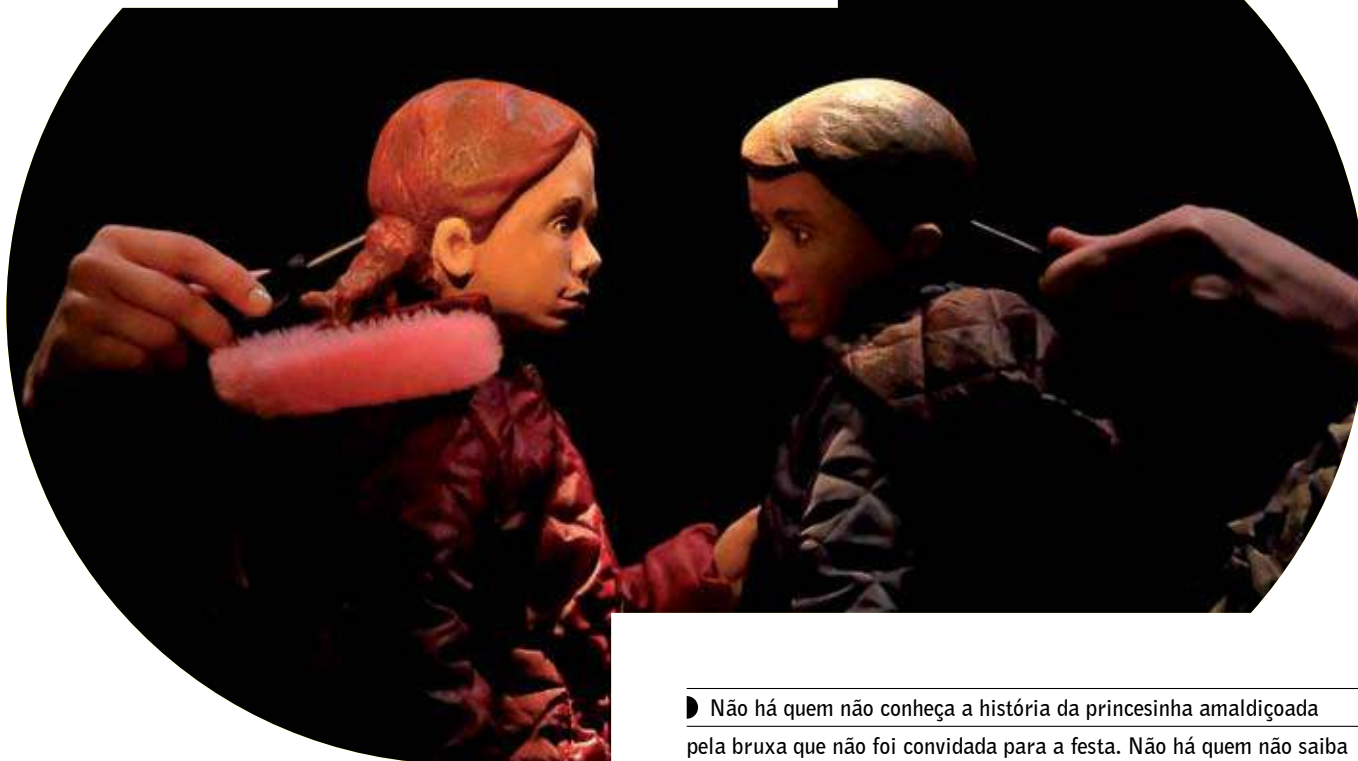 Não há quem não conheça a história da princesinha amaldiçoada
pela bruxa que não foi convidada para a festa. Não há quem não saiba